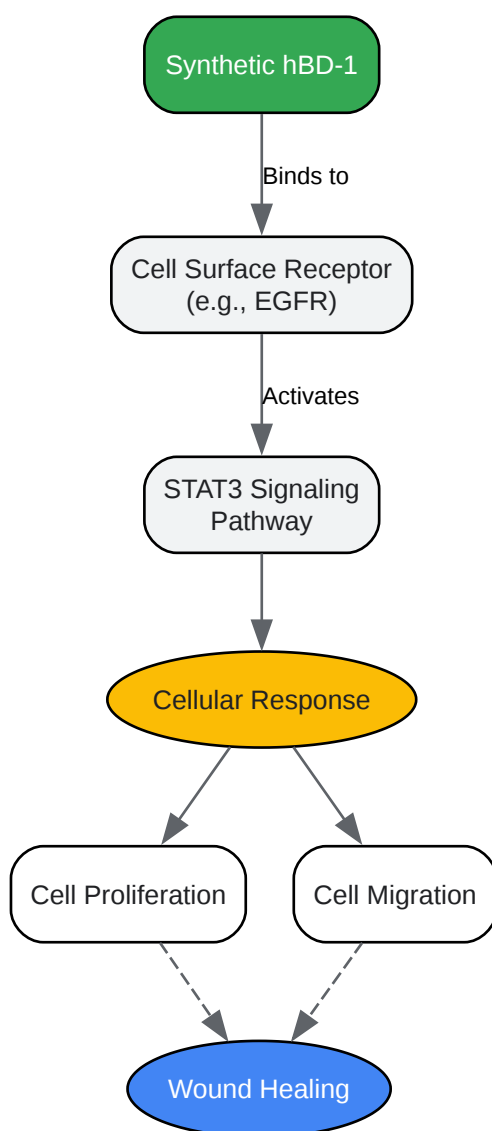 Synthetic hBD-1
Binds to
Cell Surface Receptor
(e.g., EGFR)
Activates
STAT3 Signaling
Pathway
Cellular Response
Cell Proliferation
Cell Migration
Wound Healing